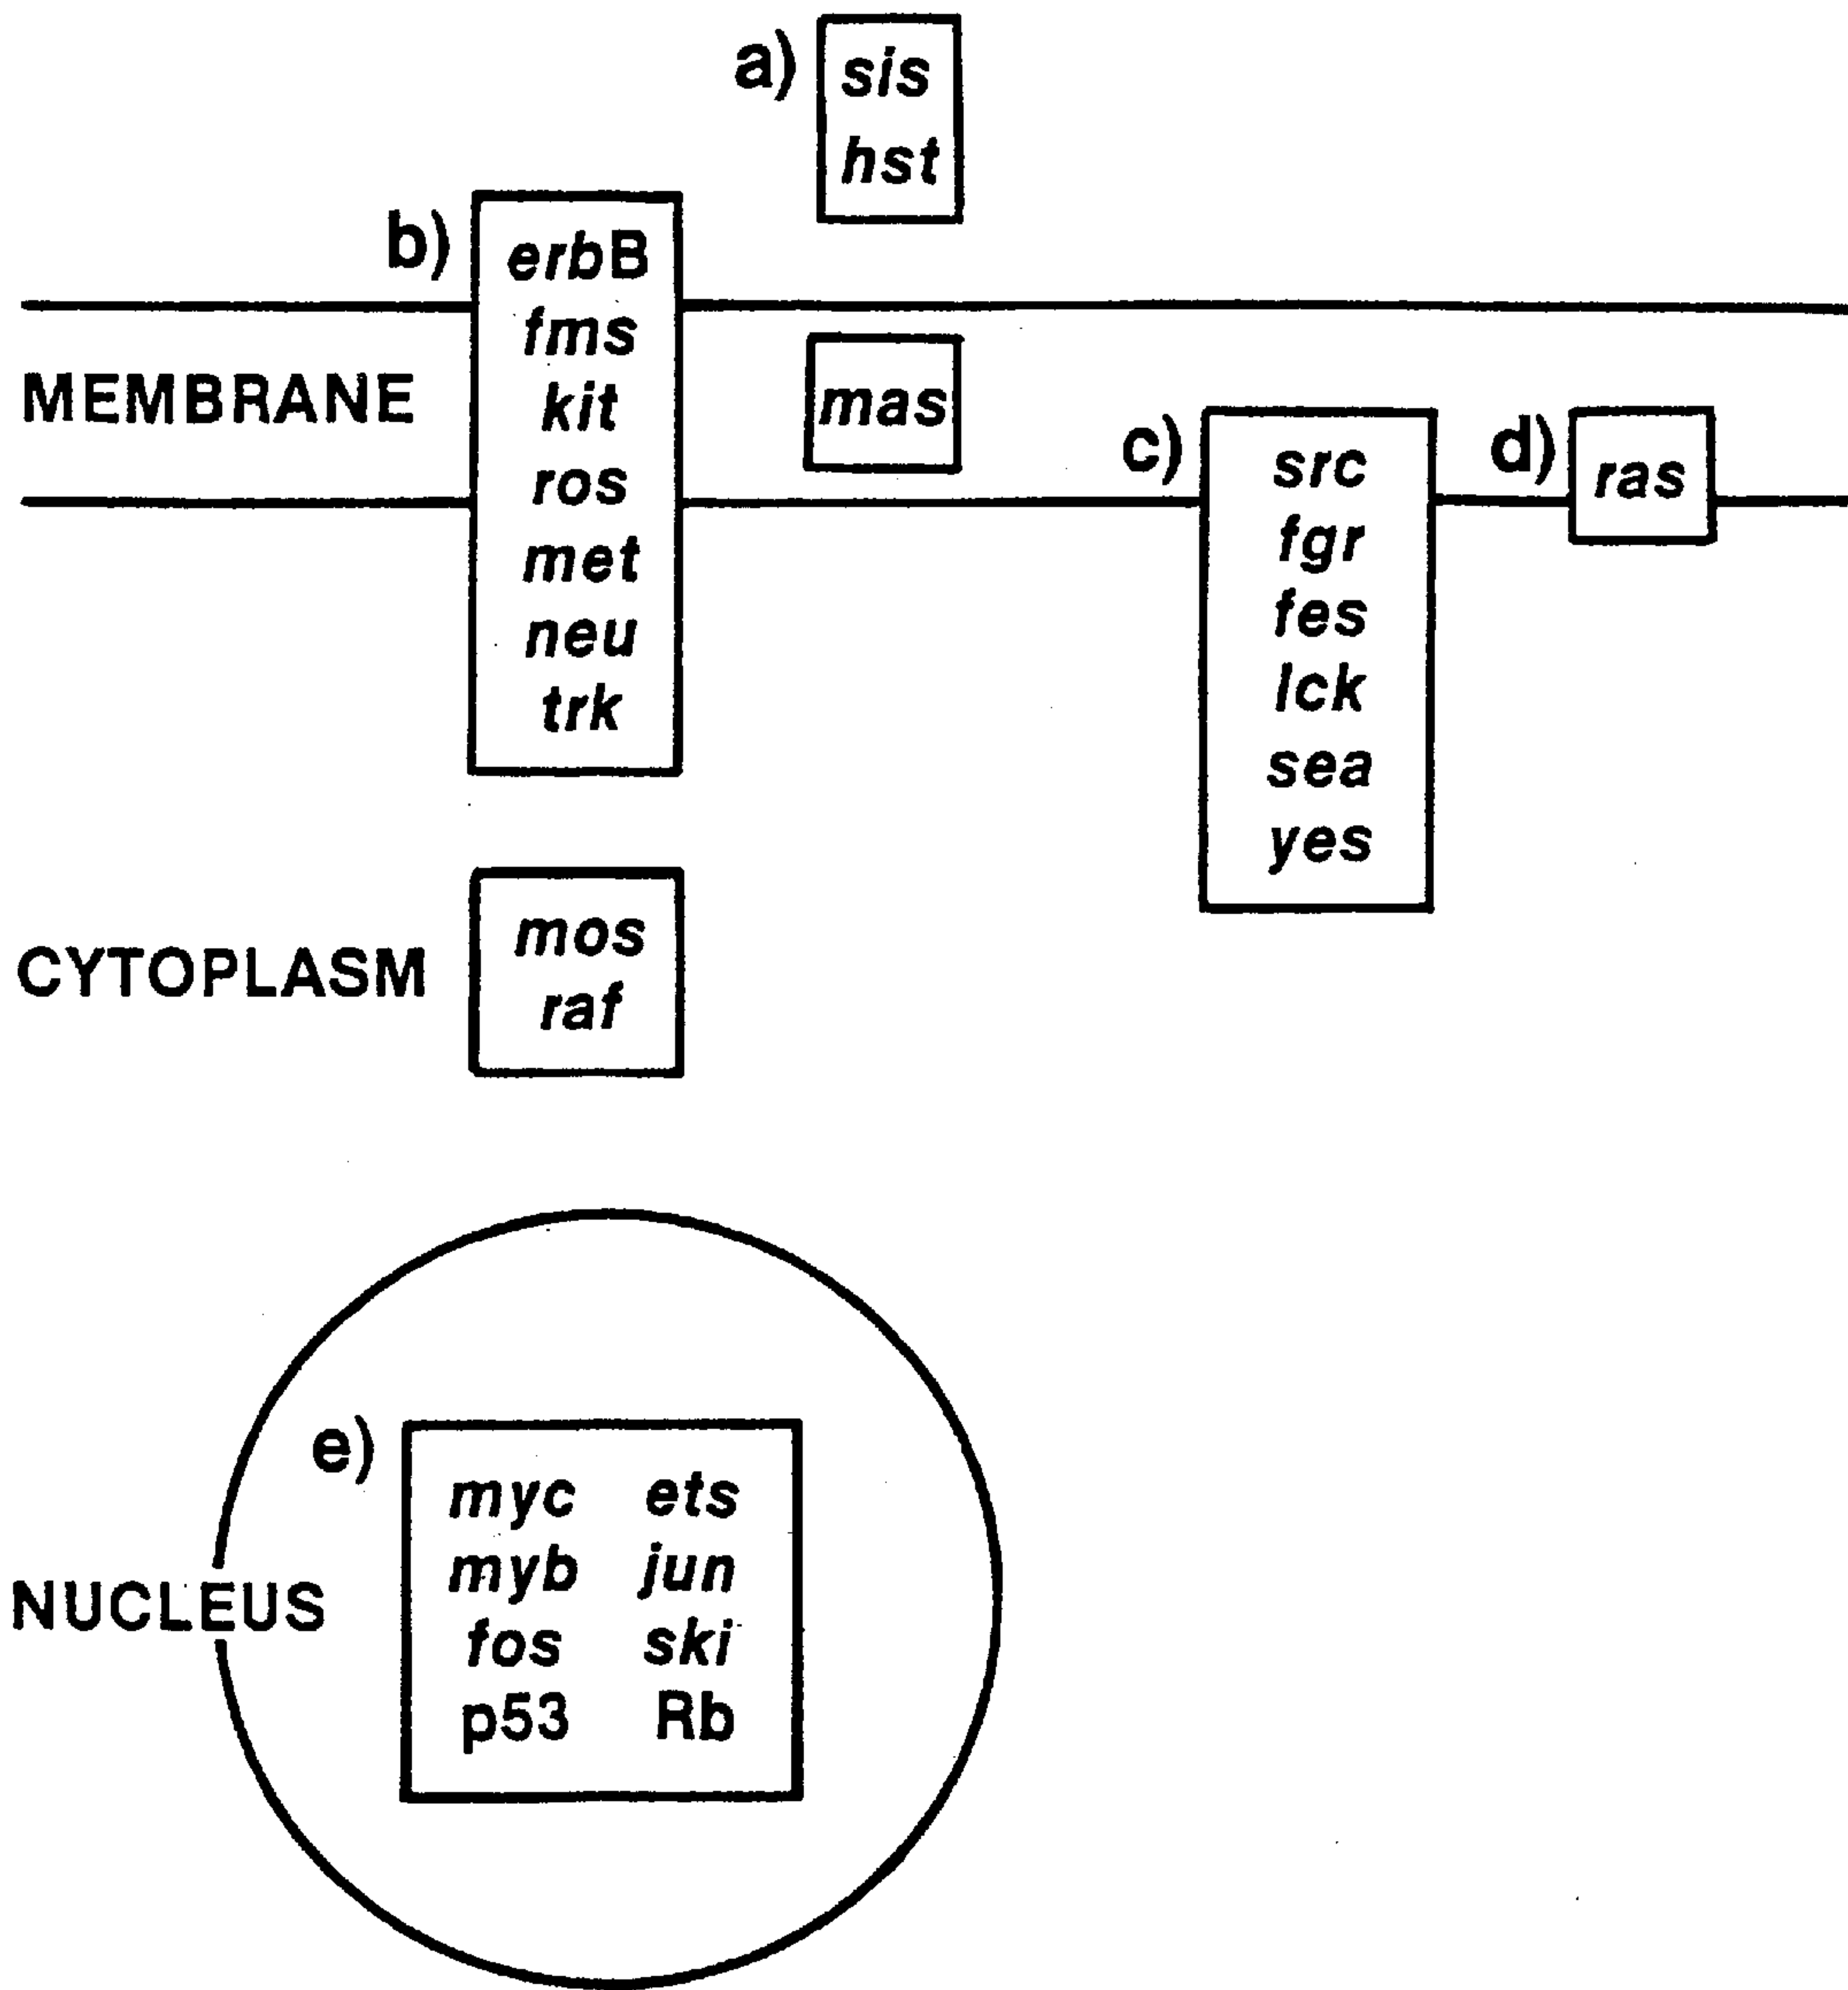 a)
sis
hst
b)
erbB
fms
kit
ros
met
neu
trk
MEMBRANE
mas
c)
src
fgr
fes
lck
sea
yes
d)
ras
CYTOPLASM
mos
raf
NUCLEUS
e)
myc ets
myb jun
fos ski
p53 Rb